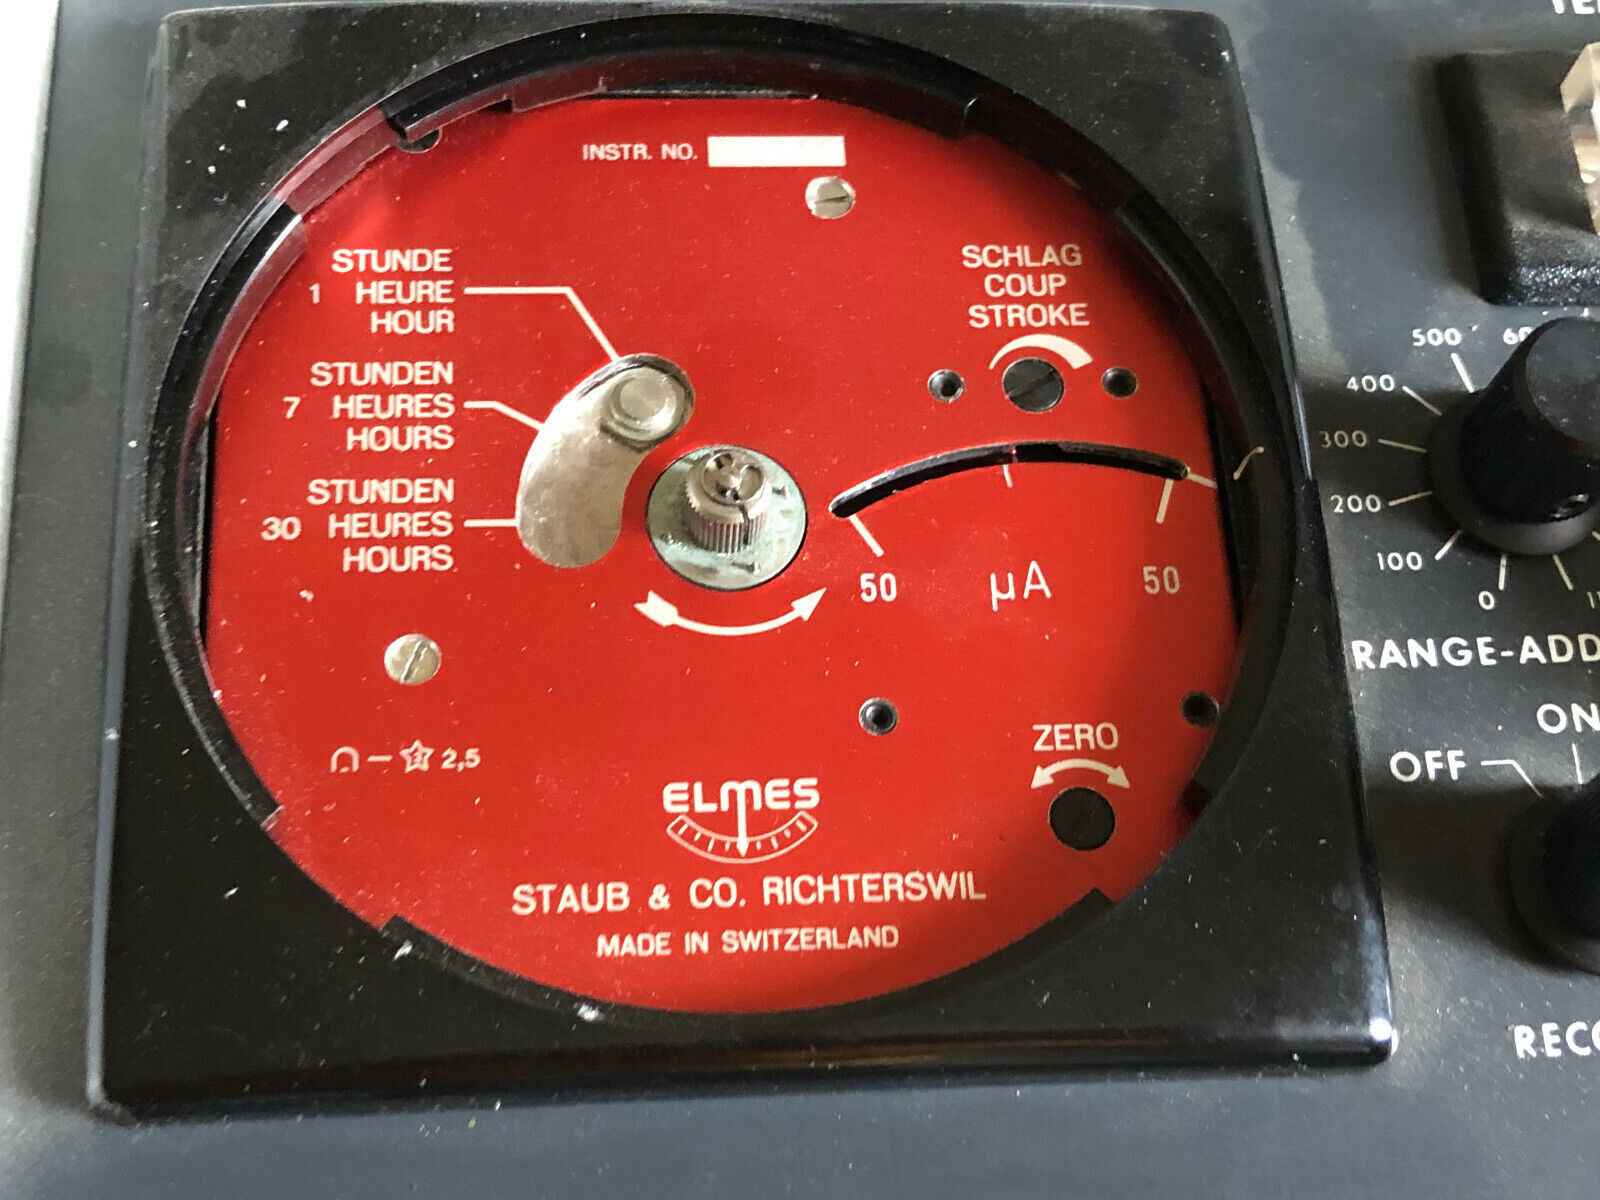 INSTR. NO.
STUNDE
1 HEURE
HOUR
STUNDEN
7 HEURES
HOURS
STUNDEN
30 HEURES
HOURS
SCHLAG
COUP
STROKE
50 µA 50
2,5
ZERO
ELMES
STAUB & CO. RICHTERSWIL
MADE IN SWITZERLAND
500
400
300
200
100
0
RANGE-ADD
ON
OFF